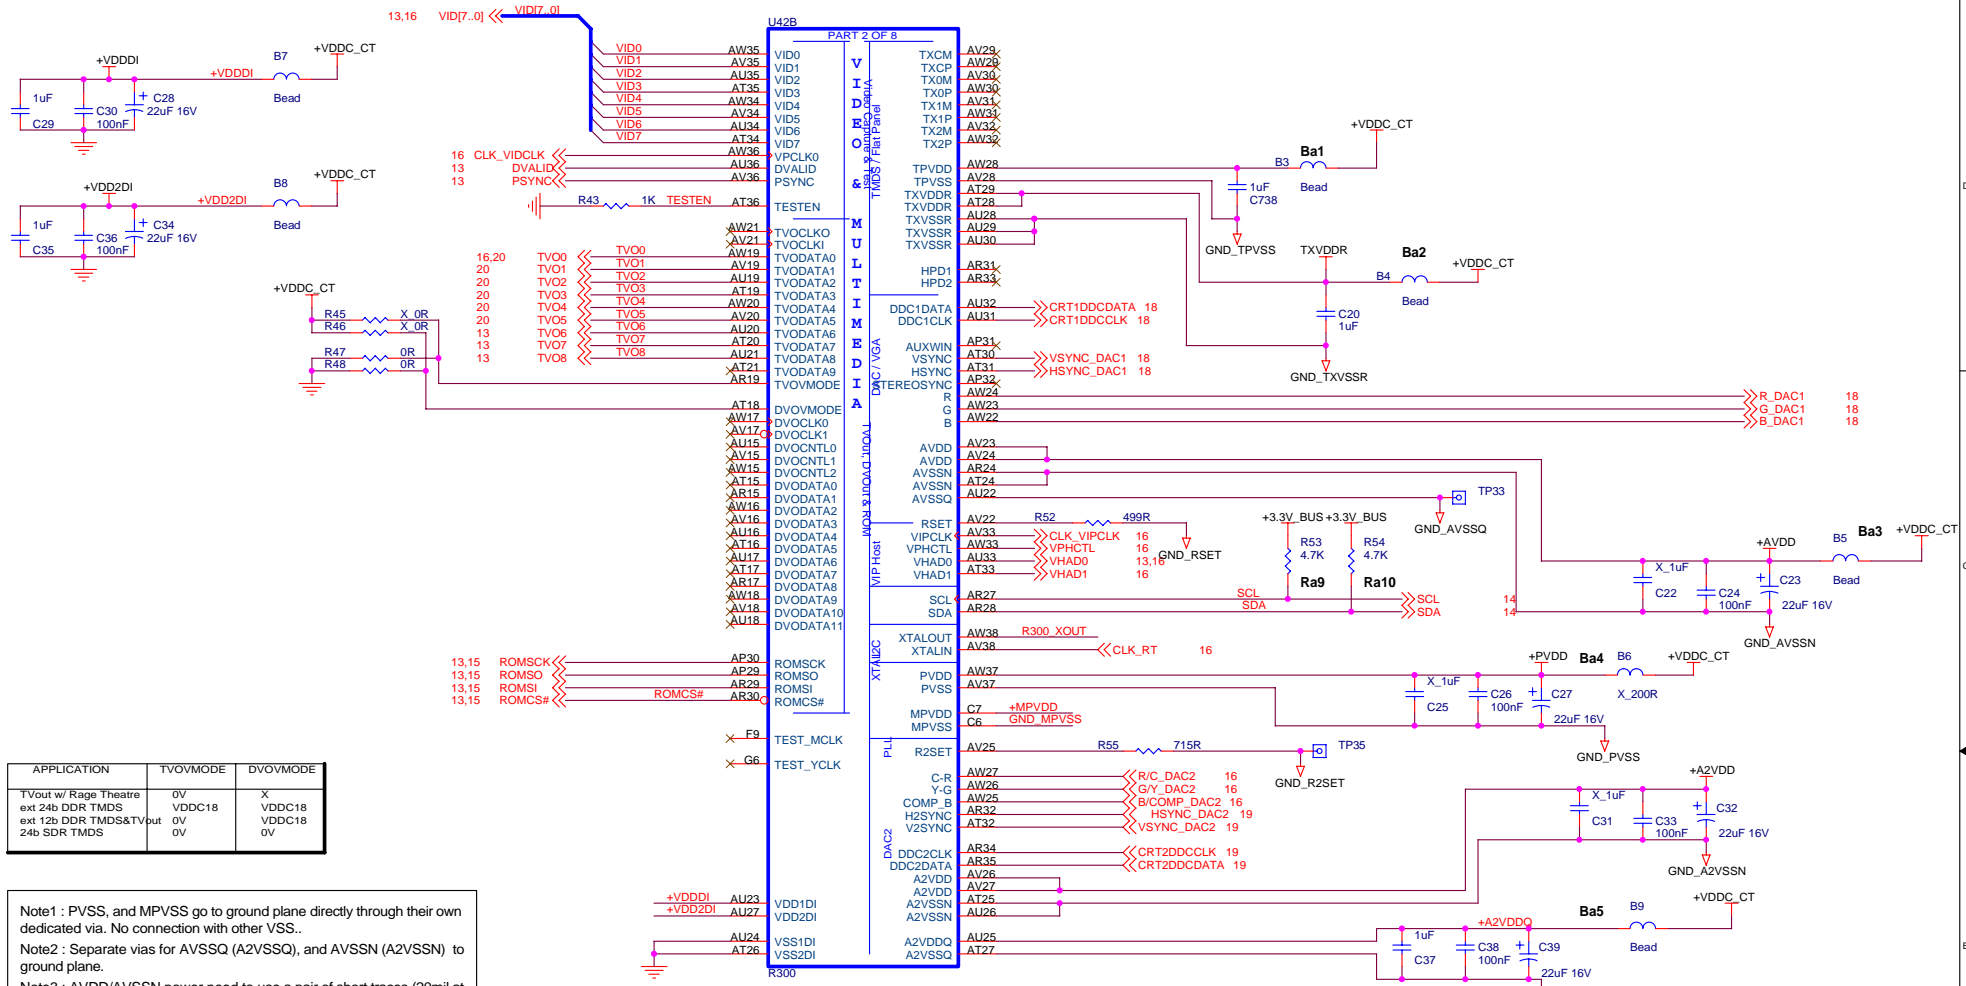 13,16 VID[7..0] VID[7..0]
U42B
PART 2 OF 8
VIDEO & MULTIMEDIA
Video Capture & Test
TMDS / Flat Panel
DAC / VGA
TVOut, DVOut & ROM
VIP Host
I2C
XTAL
PLL
DAC2
+VDDDI
+VDDDI
B7
Bead
+VDDC_CT
1uF
C29
C30
100nF
C28
22uF 16V
+VDD2DI
+VDD2DI
B8
Bead
+VDDC_CT
1uF
C35
C36
100nF
C34
22uF 16V
VID0 AW35 VID0
VID1 AV35 VID1
VID2 AU35 VID2
VID3 AT35 VID3
VID4 AW34 VID4
VID5 AV34 VID5
VID6 AU34 VID6
VID7 AT34 VID7
16 CLK_VIDCLK AW36 VPCLK0
13 DVALID AU36 DVALID
13 PSYNC AV36 PSYNC
R43 1K TESTEN AT36 TESTEN
AW21 TVOCLKO
AV21 TVOCLKI
16,20 TVO0 TVO0 AW19 TVODATA0
20 TVO1 TVO1 AV19 TVODATA1
20 TVO2 TVO2 AU19 TVODATA2
20 TVO3 TVO3 AT19 TVODATA3
20 TVO4 TVO4 AW20 TVODATA4
20 TVO5 TVO5 AV20 TVODATA5
13 TVO6 TVO6 AU20 TVODATA6
13 TVO7 TVO7 AT20 TVODATA7
13 TVO8 TVO8 AU21 TVODATA8
AT21 TVODATA9
AR19 TVOVMODE
+VDDC_CT
R45 X_0R
R46 X_0R
R47 0R
R48 0R
AT18 DVOVMODE
AW17 DVOCLK0
AV17 DVOCLK1
AU15 DVOCNTL0
AV15 DVOCNTL1
AW15 DVOCNTL2
AT15 DVODATA0
AR15 DVODATA1
AW16 DVODATA2
AV16 DVODATA3
AU16 DVODATA4
AT16 DVODATA5
AU17 DVODATA6
AT17 DVODATA7
AR17 DVODATA8
AW18 DVODATA9
AV18 DVODATA10
AU18 DVODATA11
13,15 ROMSCK AP30 ROMSCK
13,15 ROMSO AP29 ROMSO
13,15 ROMSI AR29 ROMSI
13,15 ROMCS# ROMCS# AR30 ROMCS#
F9 TEST_MCLK
G6 TEST_YCLK
+VDDDI AU23 VDD1DI
+VDD2DI AU27 VDD2DI
AU24 VSS1DI
AT26 VSS2DI
R300
TXCM AV29
TXCP AW29
TX0M AV30
TX0P AW30
TX1M AV31
TX1P AW31
TX2M AV32
TX2P AW32
TPVDD AW28
TPVSS AV28
TXVDDR AT29
TXVDDR AT28
TXVSSR AU28
TXVSSR AU29
TXVSSR AU30
HPD1 AR31
HPD2 AR33
DDC1DATA AU32 CRT1DDCDATA 18
DDC1CLK AU31 CRT1DDCCLK 18
AUXWIN AP31
VSYNC AT30 VSYNC_DAC1 18
HSYNC AT31 HSYNC_DAC1 18
STEREOSYNC AP32
R AW24 R_DAC1 18
G AW23 G_DAC1 18
B AW22 B_DAC1 18
AVDD AV23
AVDD AV24
AVSSN AR24
AVSSN AT24
AVSSQ AU22
TP33
GND_AVSSQ
RSET AV22 R52 499R
GND_RSET
VIPCLK AV33 CLK_VIPCLK 16
VPHCTL AW33 VPHCTL 16
VHAD0 AU33 VHAD0 13,16
VHAD1 AT33 VHAD1 16
+3.3V_BUS +3.3V_BUS
R53 4.7K
R54 4.7K
Ra9 Ra10
SCL AR27 SCL SCL 14
SDA AR28 SDA SDA 14
XTALOUT AW38 R300_XOUT
XTALIN AV38 CLK_RT 16
PVDD AW37
PVSS AV37
MPVDD C7 +MPVDD
MPVSS C6 GND_MPVSS
R2SET AV25 R55 715R
TP35
GND_R2SET
C-R AW27 R/C_DAC2 16
Y-G AW26 G/Y_DAC2 16
COMP_B AW25 B/COMP_DAC2 16
H2SYNC AR32 HSYNC_DAC2 19
V2SYNC AT32 VSYNC_DAC2 19
DDC2CLK AR34 CRT2DDCCLK 19
DDC2DATA AR35 CRT2DDCDATA 19
A2VDD AV26
A2VDD AV27
A2VSSN AT25
A2VSSN AU26
A2VDDQ AU25
A2VSSQ AT27
+VDDC_CT
B3 Ba1
Bead
1uF
C738
GND_TPVSS
TXVDDR
B4 Ba2
Bead
+VDDC_CT
C20
1uF
GND_TXVSSR
+AVDD
B5 Ba3
Bead
+VDDC_CT
X_1uF
C22
C24
100nF
C23
22uF 16V
GND_AVSSN
+PVDD
Ba4 B6
X_200R
+VDDC_CT
X_1uF
C25
C26
100nF
C27
22uF 16V
GND_PVSS
+A2VDD
X_1uF
C31
C33
100nF
C32
22uF 16V
GND_A2VSSN
+A2VDDQ
Ba5 B9
Bead
+VDDC_CT
1uF
C37
C38
100nF
C39
22uF 16V
APPLICATION TVOVMODE DVOVMODE
TVout w/ Rage Theatre 0V X
ext 24b DDR TMDS VDDC18 VDDC18
ext 12b DDR TMDS&TVout 0V VDDC18
24b SDR TMDS 0V 0V
Note1 : PVSS, and MPVSS go to ground plane directly through their own
dedicated via. No connection with other VSS..
Note2 : Separate vias for AVSSQ (A2VSSQ), and AVSSN (A2VSSN) to
ground plane.
Note3 : AVDD/AVSSN power need to use a pair of short traces (20mil at